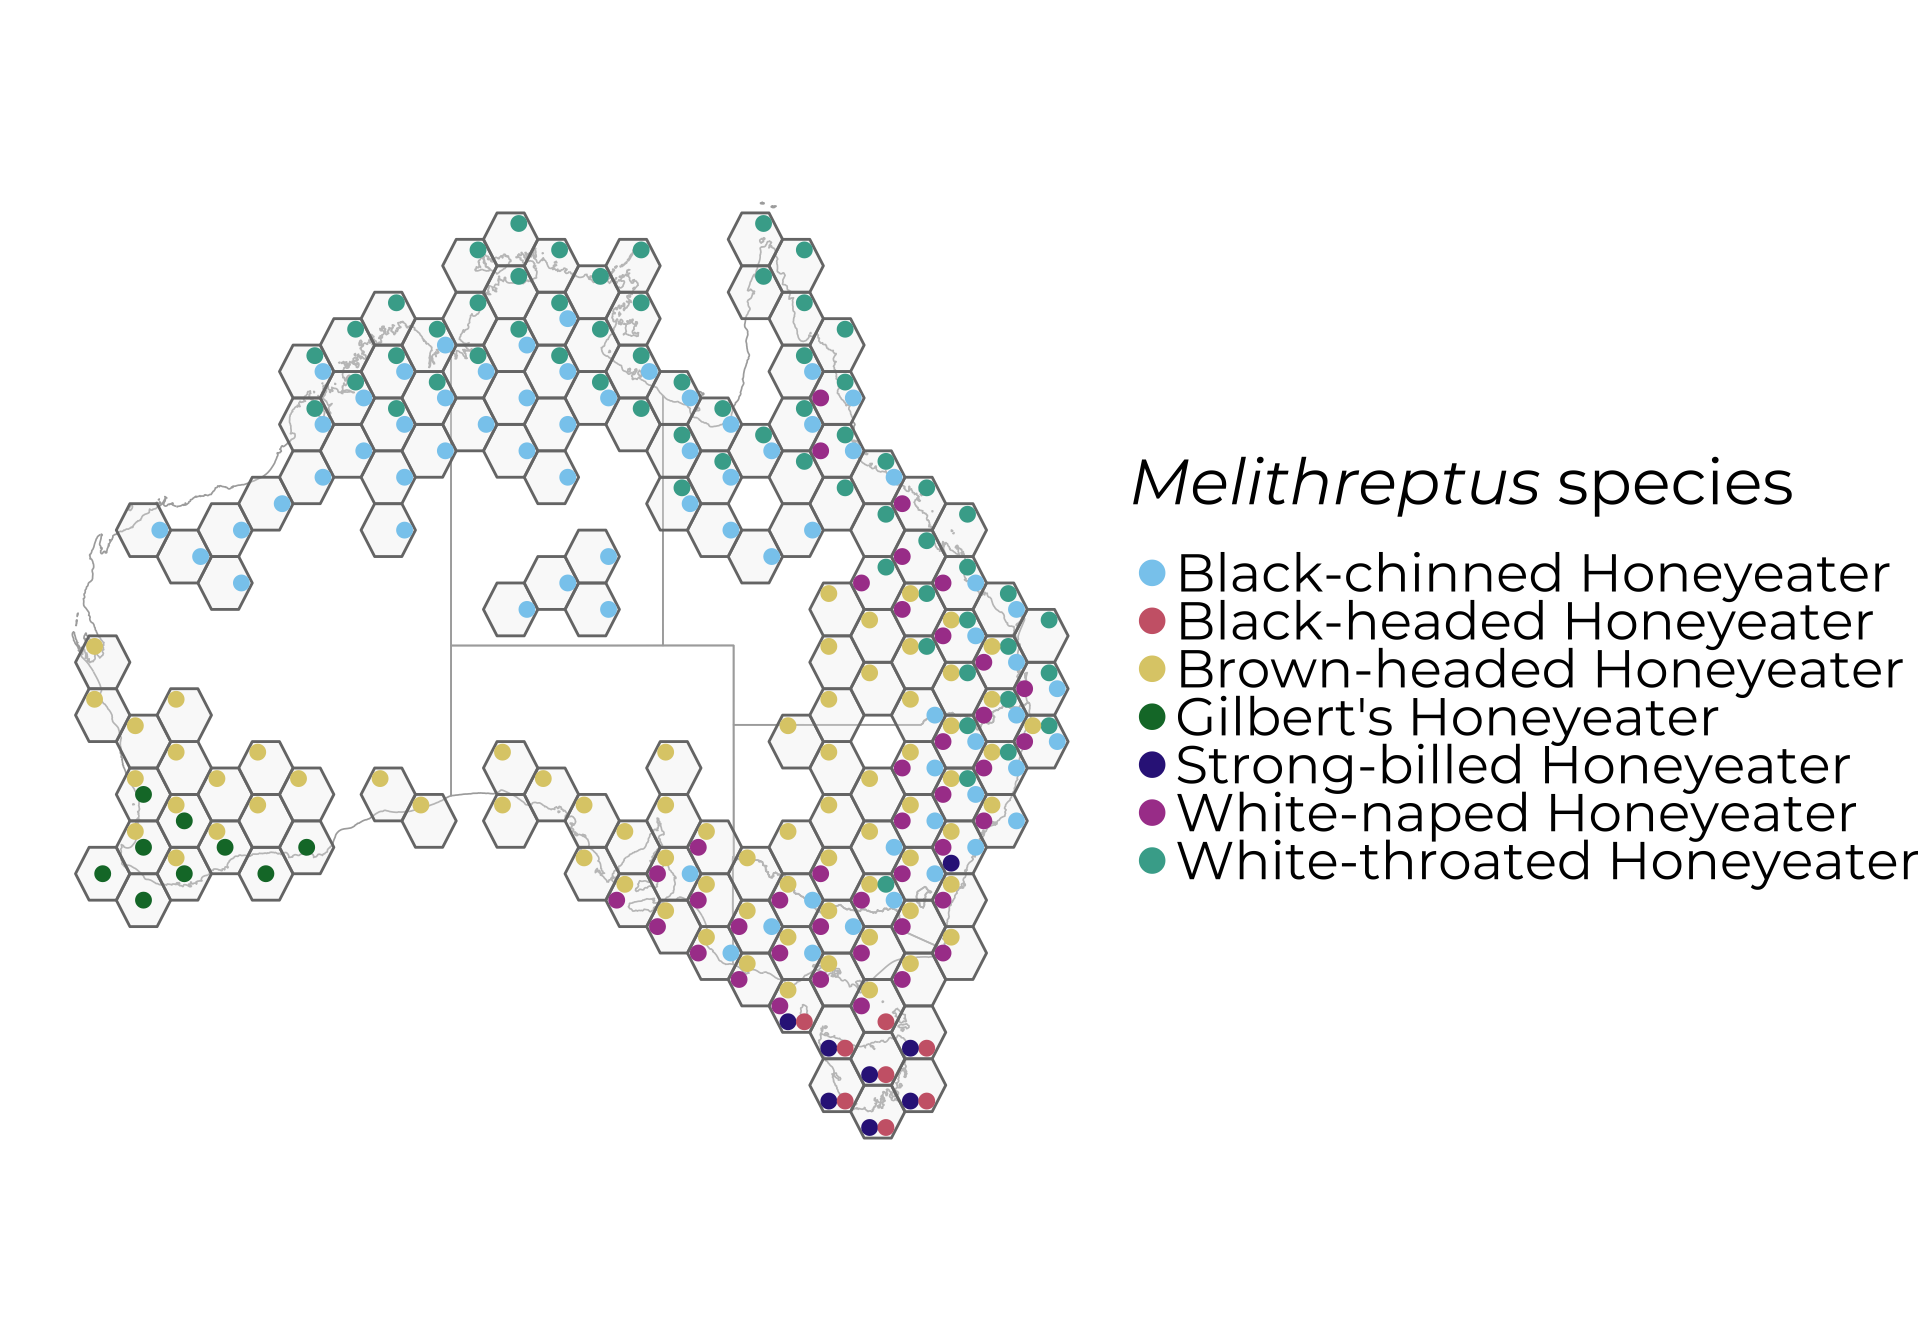 Melithreptus species
Black-chinned Honeyeater
Black-headed Honeyeater
Brown-headed Honeyeater
Gilbert's Honeyeater
Strong-billed Honeyeater
White-naped Honeyeater
White-throated Honeyeater